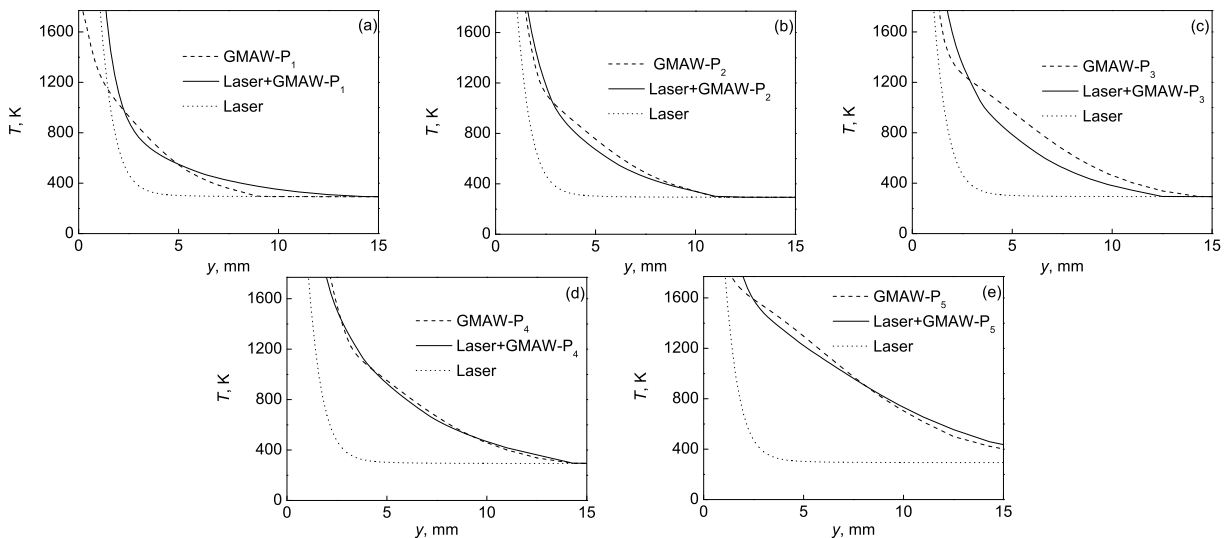 (a)
GMAW-P₁
Laser+GMAW-P₁
Laser
1600
1200
800
400
0
T, K
0 5 10 15
y, mm
(b)
GMAW-P₂
Laser+GMAW-P₂
Laser
1600
1200
800
400
0
T, K
0 5 10 15
y, mm
(c)
GMAW-P₃
Laser+GMAW-P₃
Laser
1600
1200
800
400
0
T, K
0 5 10 15
y, mm
(d)
GMAW-P₄
Laser+GMAW-P₄
Laser
1600
1200
800
400
0
T, K
0 5 10 15
y, mm
(e)
GMAW-P₅
Laser+GMAW-P₅
Laser
1600
1200
800
400
0
T, K
0 5 10 15
y, mm